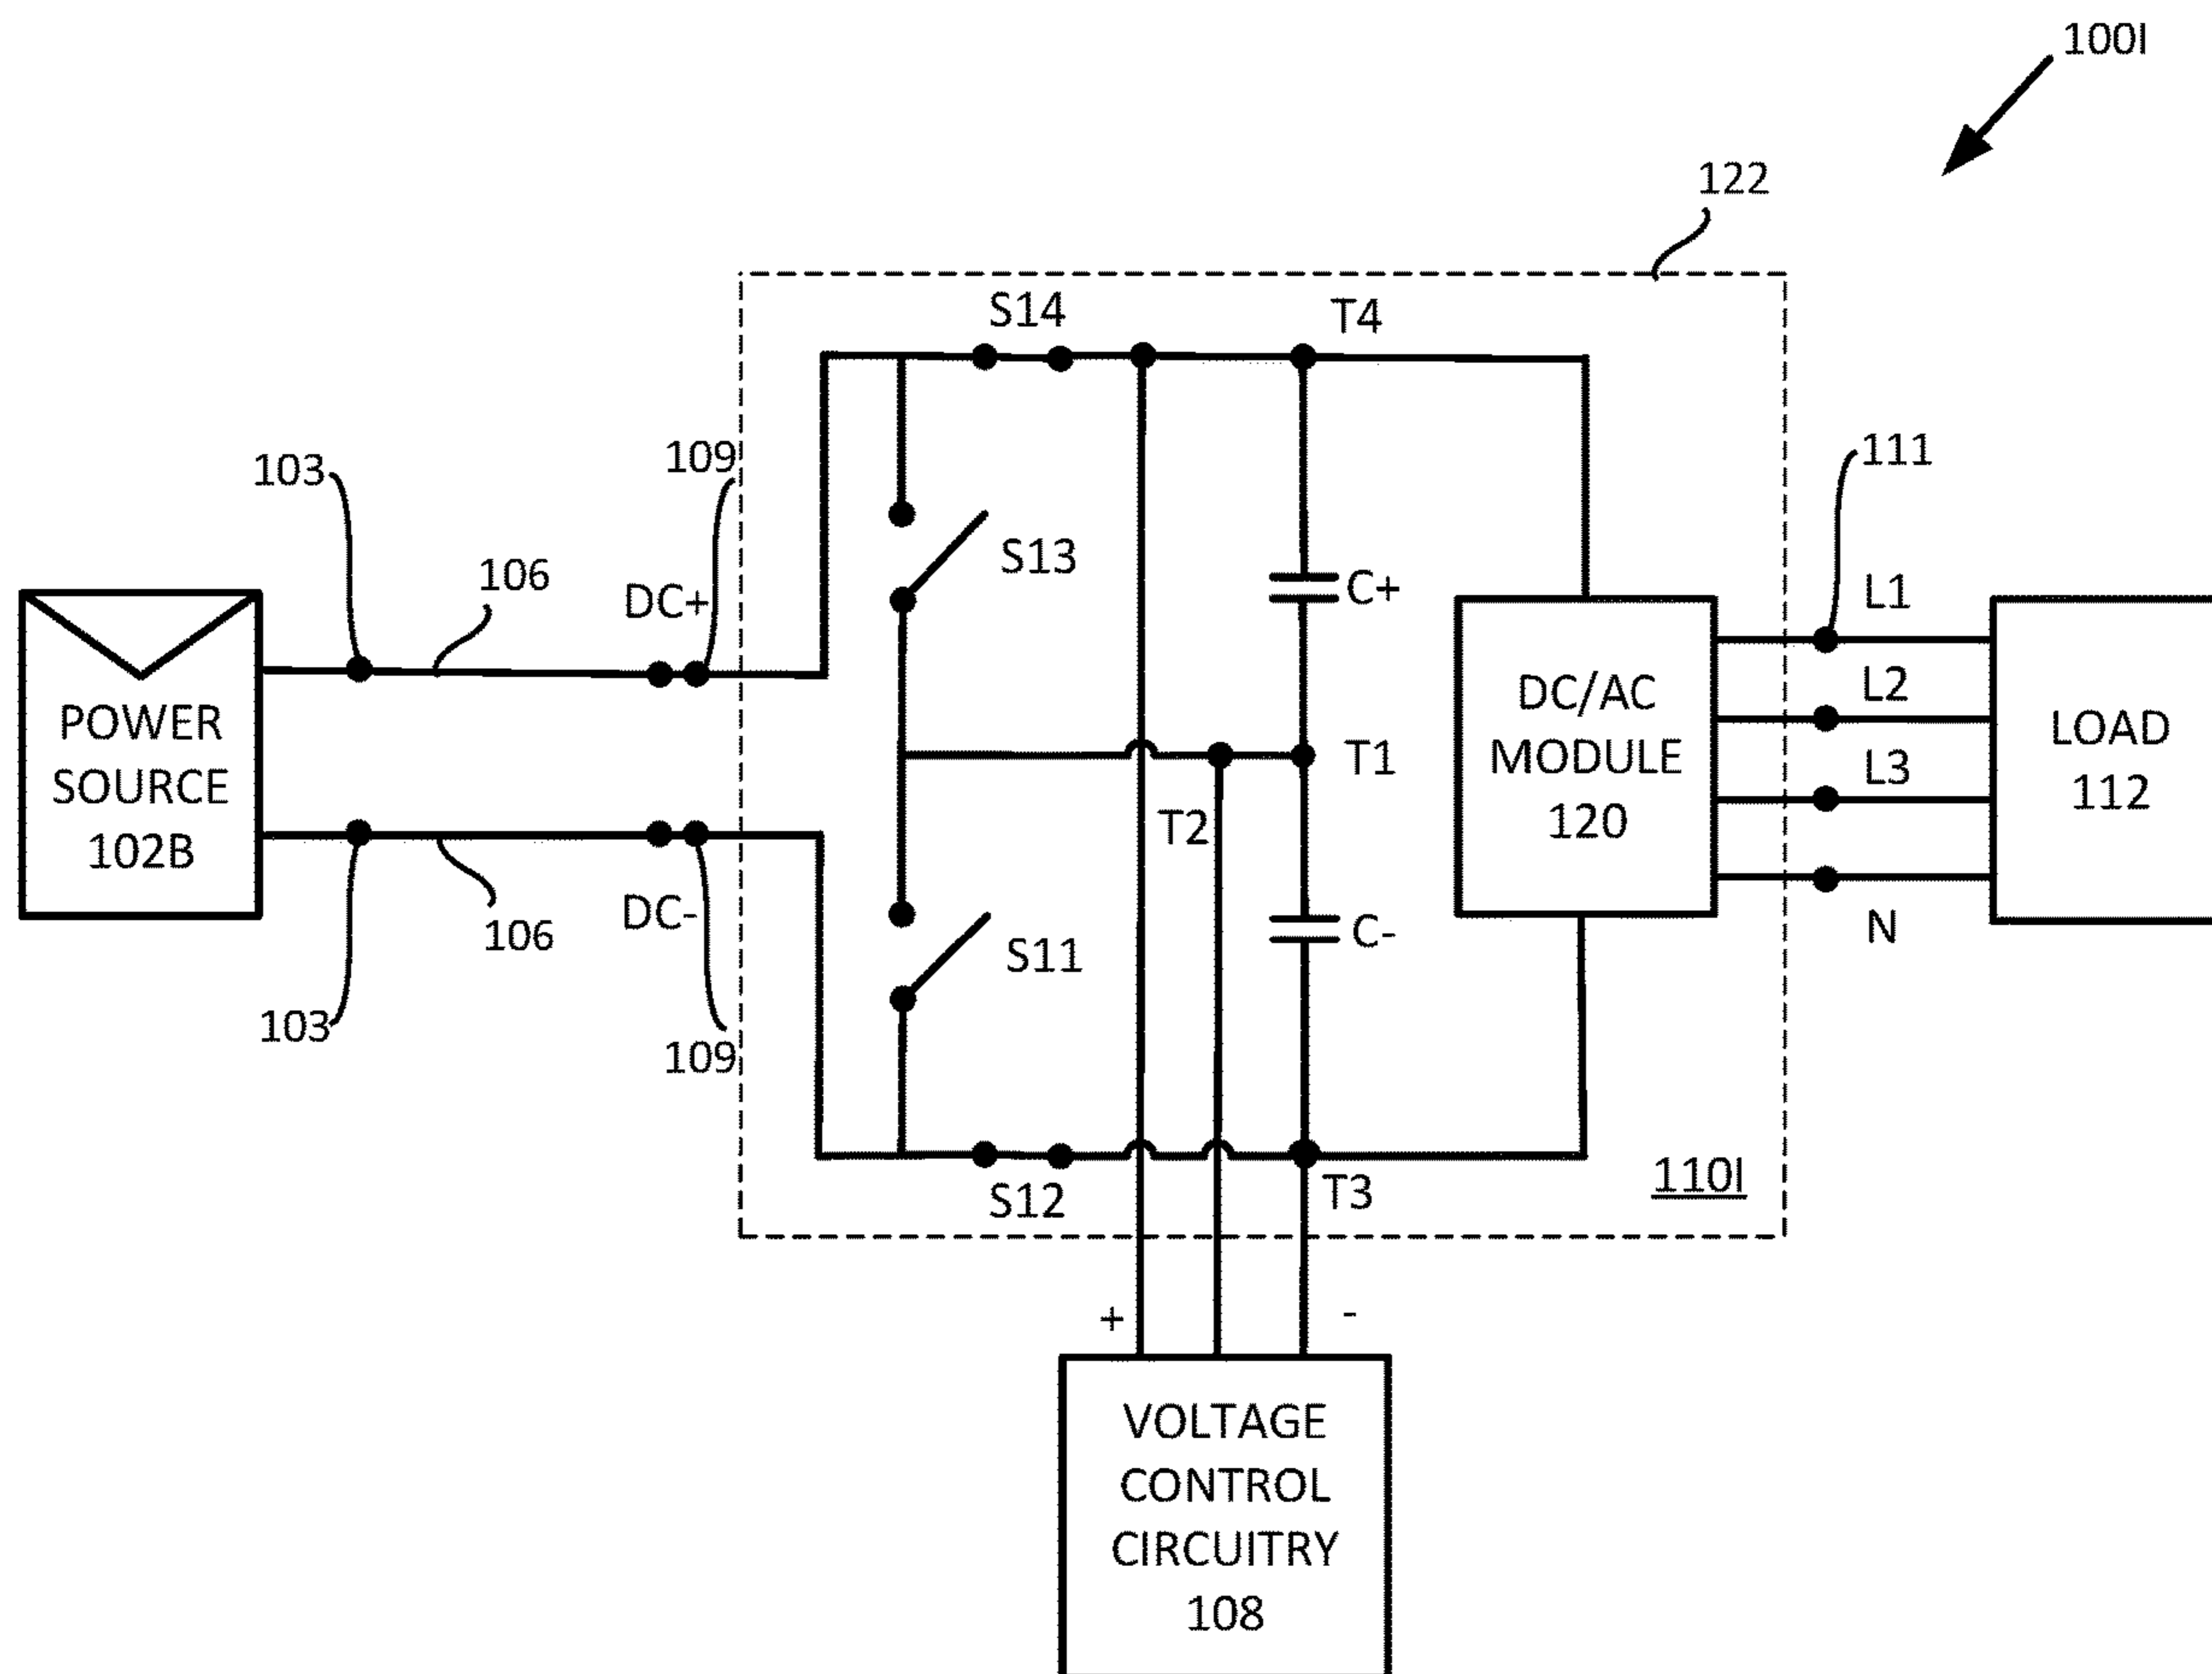 100I
122
S14
T4
109
111
103
S13
106
DC+
C+
L1
POWER
SOURCE
102B
DC/AC
MODULE
120
L2
L3
N
LOAD
112
T1
T2
DC-
106
S11
C-
103
109
S12
T3
110I
+
-
VOLTAGE
CONTROL
CIRCUITRY
108